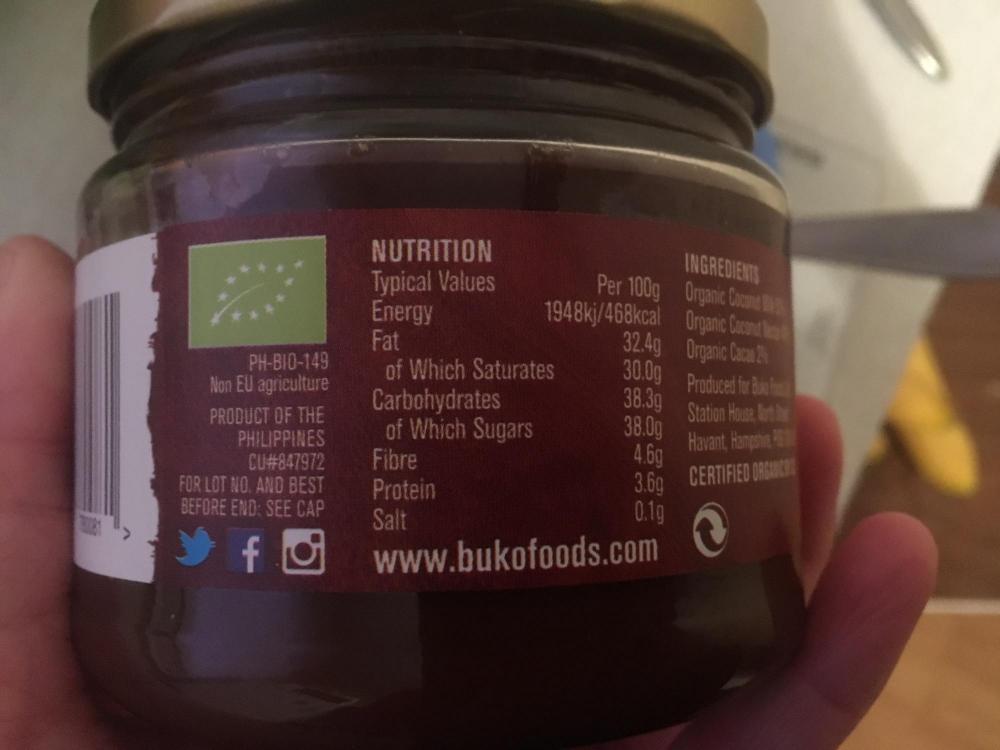 PH-BIO-149
Non EU agriculture
PRODUCT OF THE
PHILIPPINES
CU#847972
FOR LOT NO. AND BEST
BEFORE END: SEE CAP
NUTRITION
Typical Values Per 100g
Energy 1948kj/468kcal
Fat 32.4g
of Which Saturates 30.0g
Carbohydrates 38.3g
of Which Sugars 38.0g
Fibre 4.6g
Protein 3.6g
Salt 0.1g
www.bukofoods.com
INGREDIENTS
Organic Coconut Milk
Organic Coconut Nectar
Organic Cacao 2%
Produced for Buko
Station House, North
Havant, Hampshire,
CERTIFIED ORGANIC